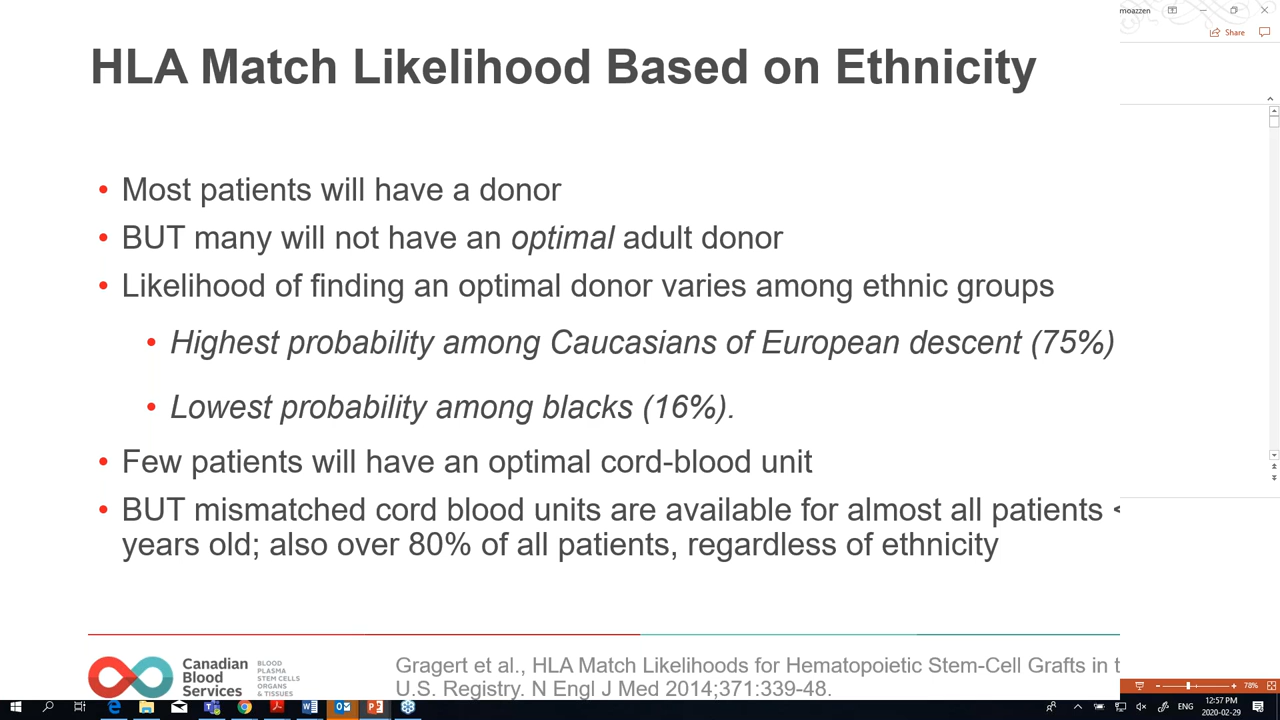 moazzen
Share
HLA Match Likelihood Based on Ethnicity
• Most patients will have a donor
• BUT many will not have an optimal adult donor
• Likelihood of finding an optimal donor varies among ethnic groups
• Highest probability among Caucasians of European descent (75%)
• Lowest probability among blacks (16%).
• Few patients will have an optimal cord-blood unit
• BUT mismatched cord blood units are available for almost all patients <
years old; also over 80% of all patients, regardless of ethnicity
Canadian
Blood
Services
BLOOD
PLASMA
STEM CELLS
ORGANS
& TISSUES
Gragert et al., HLA Match Likelihoods for Hematopoietic Stem-Cell Grafts in t
U.S. Registry. N Engl J Med 2014;371:339-48.
78%
ENG
12:57 PM
2020-02-29